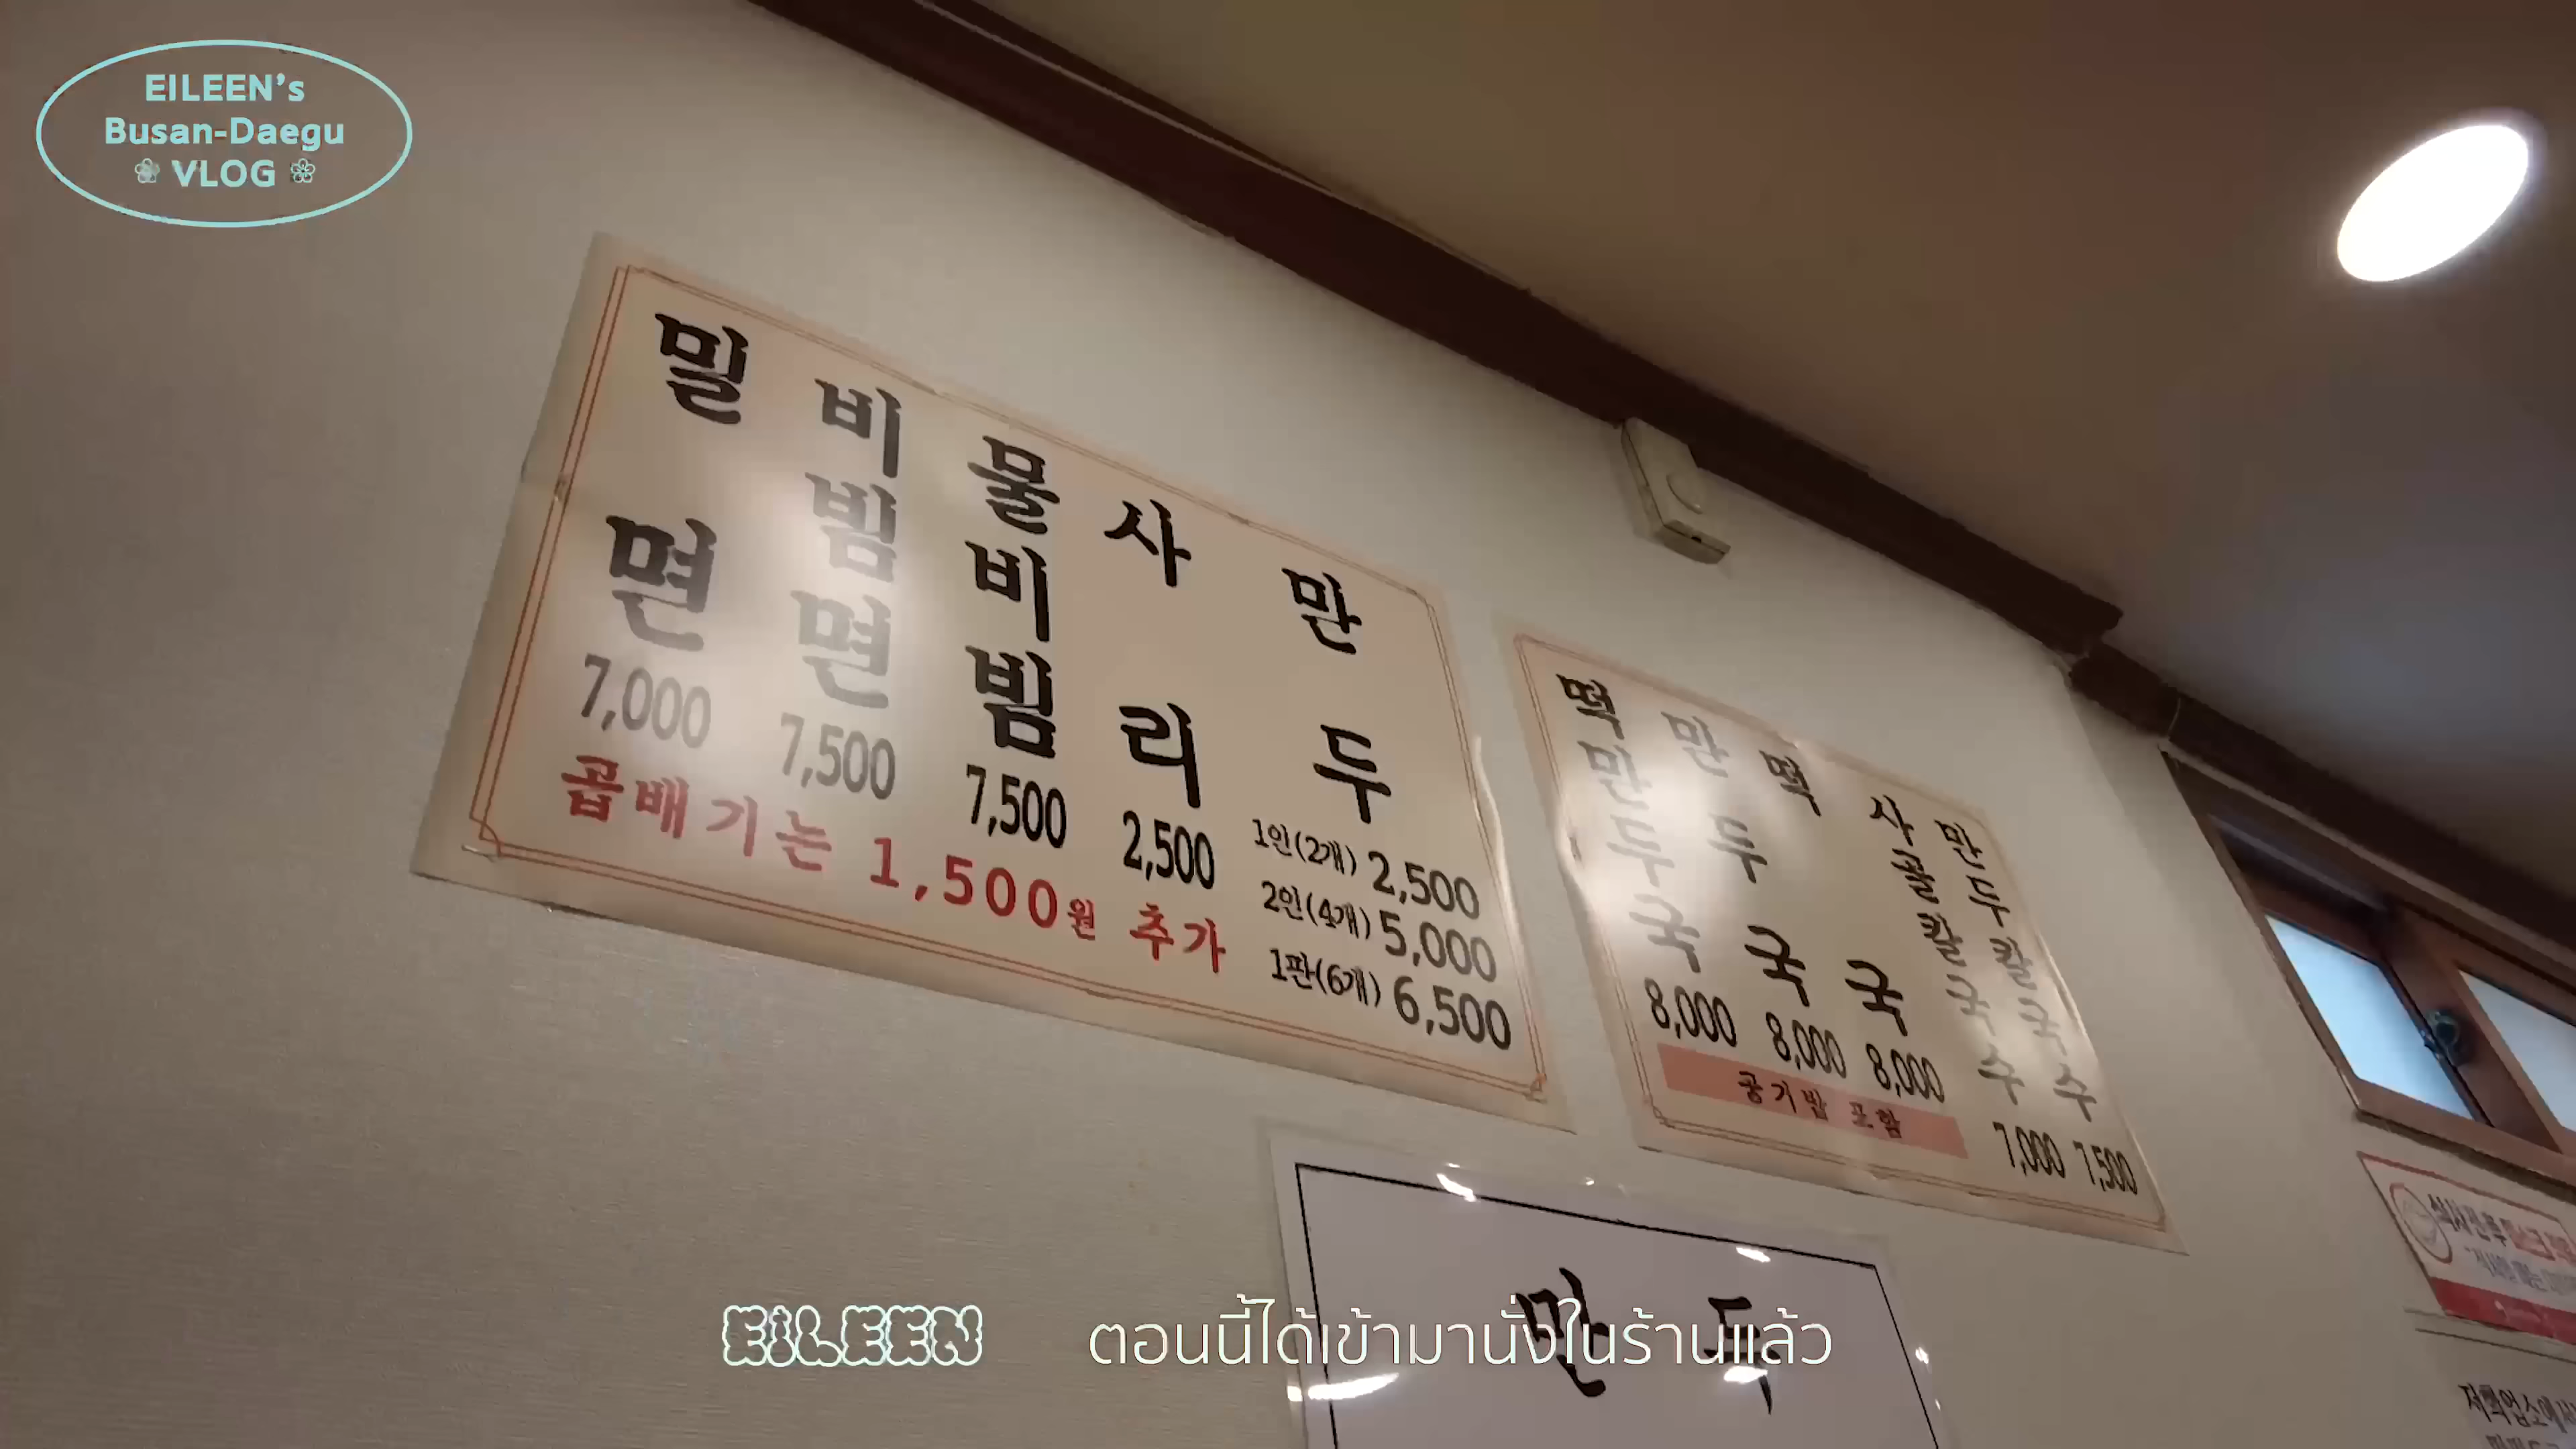 EILEEN's
Busan-Daegu
VLOG
밀면 7,000
비빔면 7,500
물비빔 7,500
사리 2,500
만두
1인(2개) 2,500
2인(4개) 5,000
1판(6개) 6,500
곱배기는 1,500원 추가
떡만두국 8,000
만두국 8,000
떡국 8,000
공기밥 포함
사골칼국수 7,000
만두칼국수 7,500
만두
EILEEN ตอนนี้ได้เข้ามานั่งในร้านแล้ว